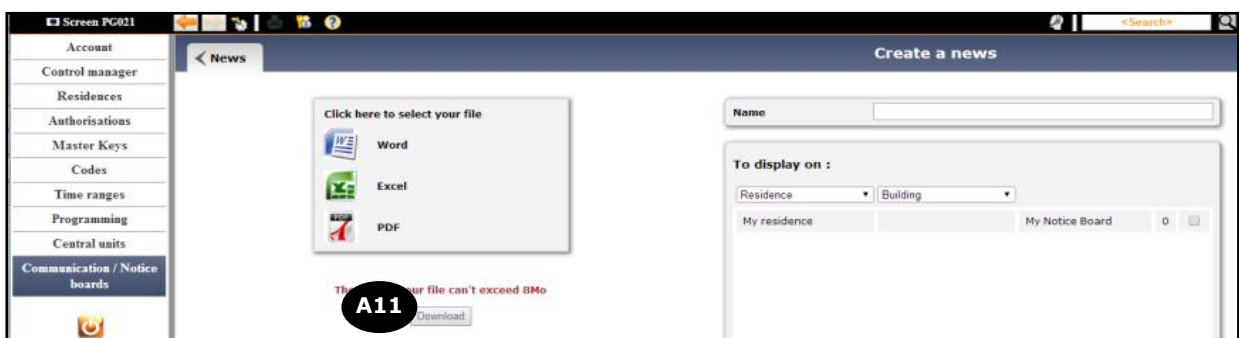 Screen PG021
<Search>
Account
Control manager
Residences
Authorisations
Master Keys
Codes
Time ranges
Programming
Central units
Communication / Notice
boards
News
Create a news
Click here to select your file
Word
Excel
PDF
The our file can't exceed 8Mo
A11
Download
Name
To display on :
Residence Building
My residence My Notice Board 0